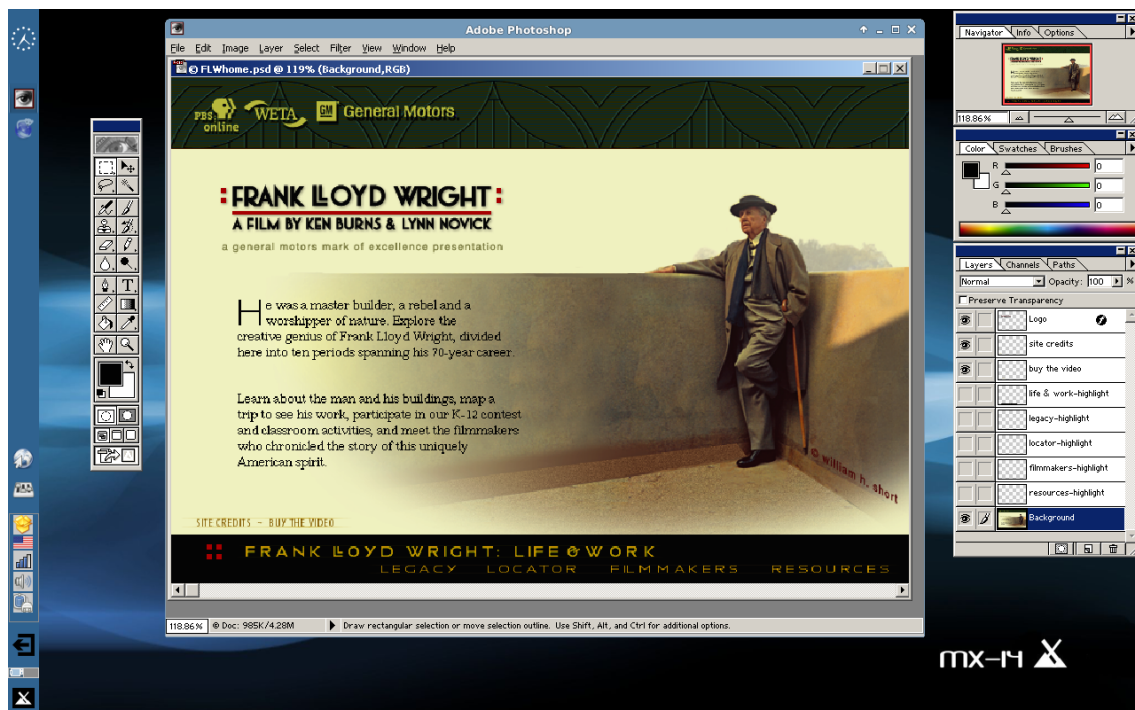 Adobe Photoshop
File Edit Image Layer Select Filter View Window Help
© FLWhome.psd @ 119% (Background,RGB)
PBS online WETA GM General Motors
FRANK LLOYD WRIGHT
A FILM BY KEN BURNS & LYNN NOVICK
a general motors mark of excellence presentation
He was a master builder, a rebel and a
worshipper of nature. Explore the
creative genius of Frank Lloyd Wright, divided
here into ten periods spanning his 70-year career.
Learn about the man and his buildings, map a
trip to see his work, participate in our K-12 contest
and classroom activities, and meet the filmmakers
who chronicled the story of this uniquely
American spirit.
© william h. short
SITE CREDITS - BUY THE VIDEO
FRANK LLOYD WRIGHT: LIFE & WORK
LEGACY LOCATOR FILMMAKERS RESOURCES
118.86% © Doc: 985K/4.28M Draw rectangular selection or move selection outline. Use Shift, Alt, and Ctrl for additional options.
Navigator Info Options
118.86%
Color Swatches Brushes
R 0
G 0
B 0
Layers Channels Paths
Normal Opacity: 100 %
Preserve Transparency
Logo
site credits
buy the video
life & work-highlight
legacy-highlight
locator-highlight
filmmakers-highlight
resources-highlight
Background
mx-14